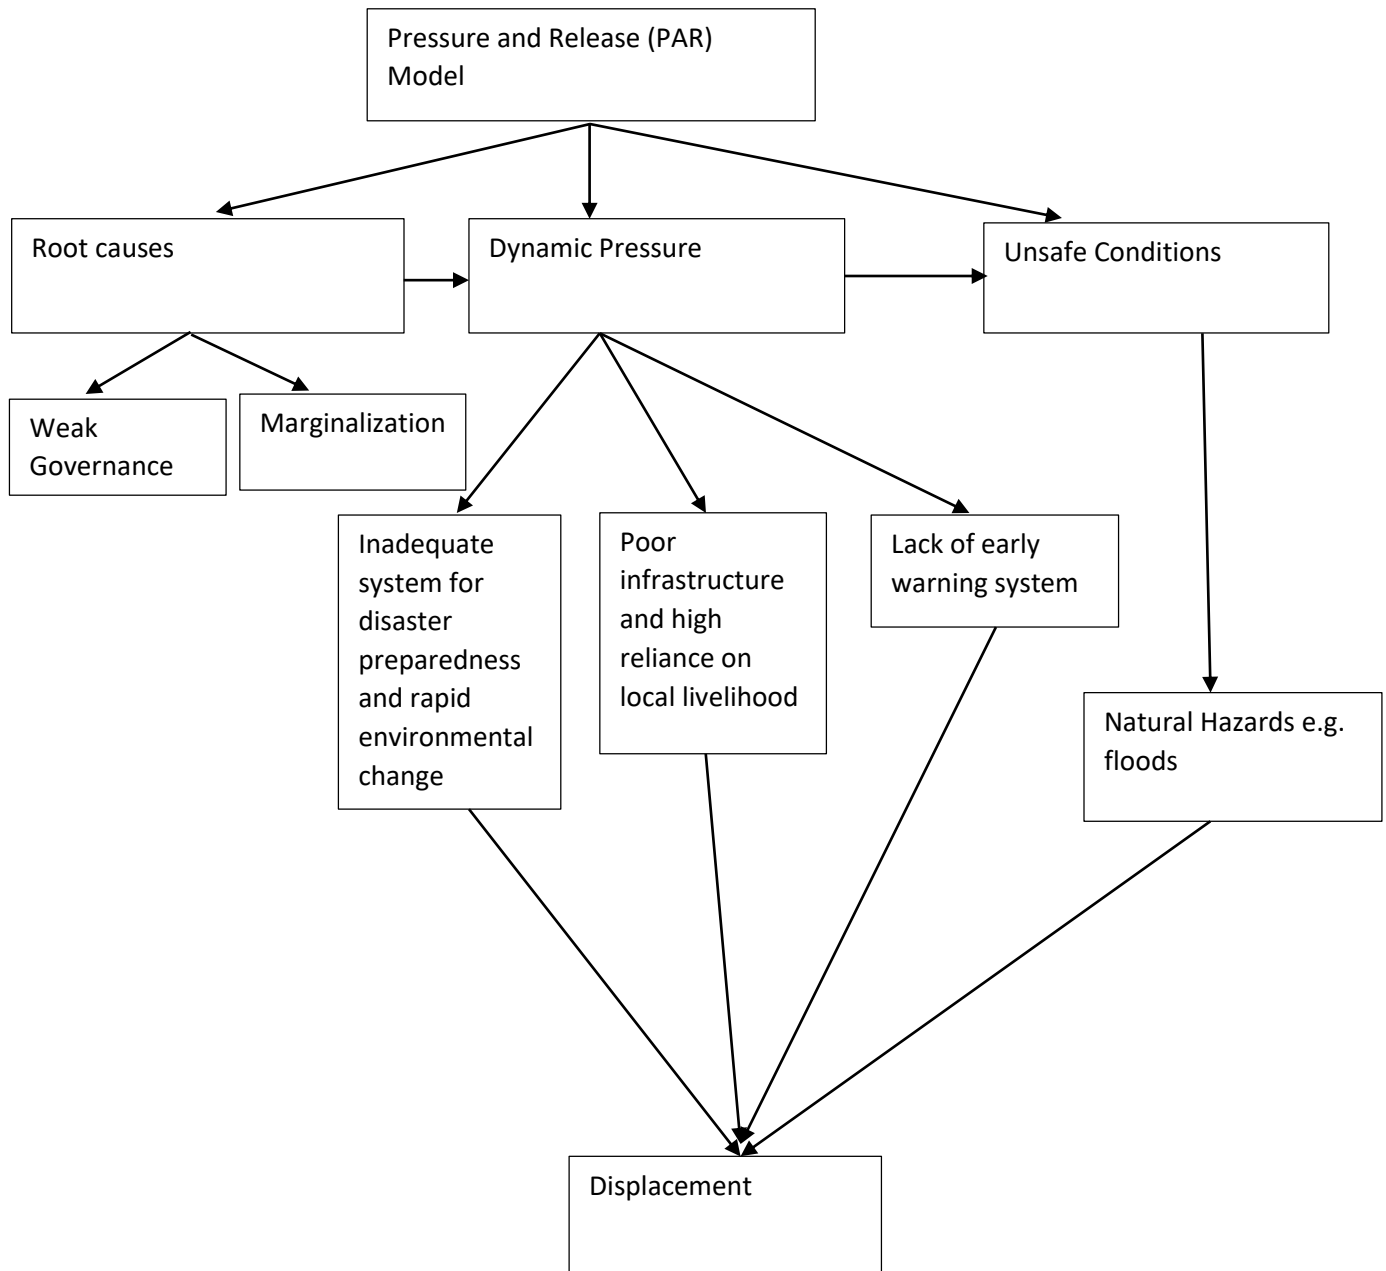 Pressure and Release (PAR)
Model
Root causes
Dynamic Pressure
Unsafe Conditions
Weak
Governance
Marginalization
Inadequate
system for
disaster
preparedness
and rapid
environmental
change
Poor
infrastructure
and high
reliance on
local livelihood
Lack of early
warning system
Natural Hazards e.g.
floods
Displacement